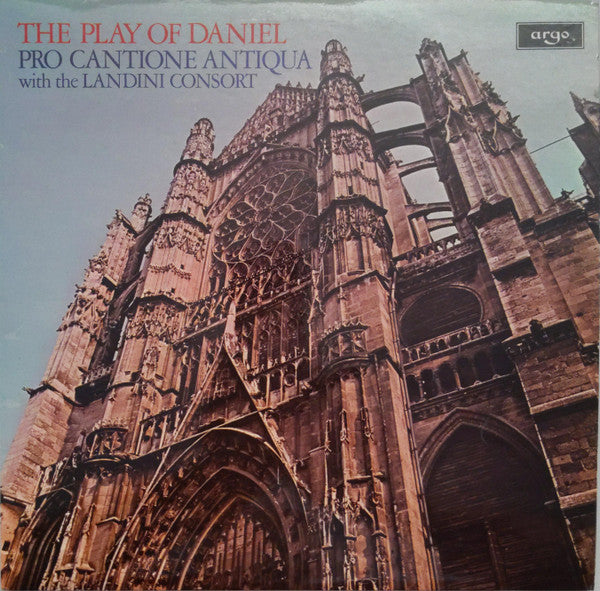 THE PLAY OF DANIEL
PRO CANTIONE ANTIQUA
with the LANDINI CONSORT
argo